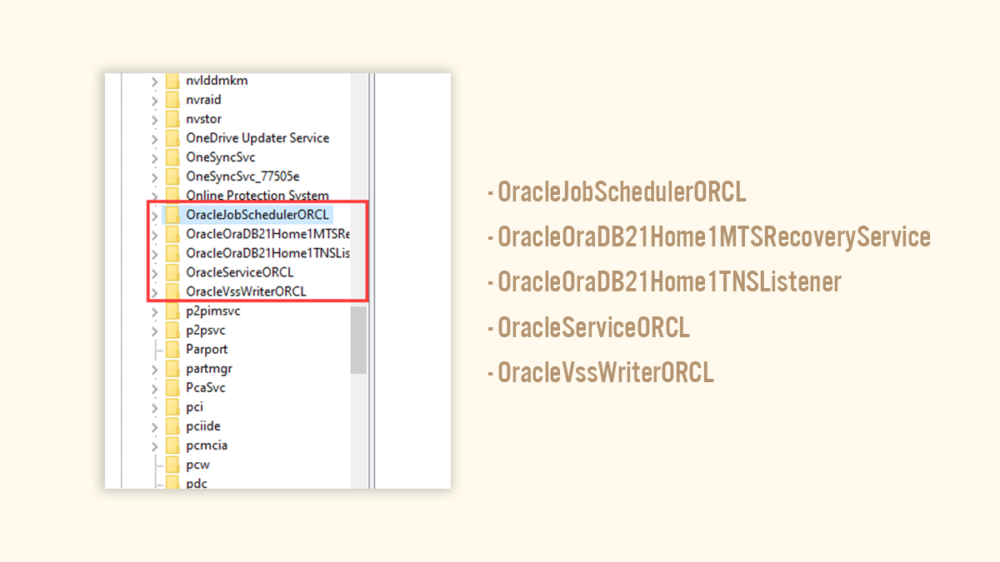 nvlddmkm
nvraid
nvstor
OneDrive Updater Service
OneSyncSvc
OneSyncSvc_77505e
Online Protection System
OracleJobSchedulerORCL
OracleOraDB21Home1MTSRe
OracleOraDB21Home1TNSLis
OracleServiceORCL
OracleVssWriterORCL
p2pimsvc
p2psvc
Parport
partmgr
PcaSvc
pci
pciide
pcmcia
pcw
pdc
- OracleJobSchedulerORCL
- OracleOraDB21Home1MTSRecoveryService
- OracleOraDB21Home1TNSListener
- OracleServiceORCL
- OracleVssWriterORCL